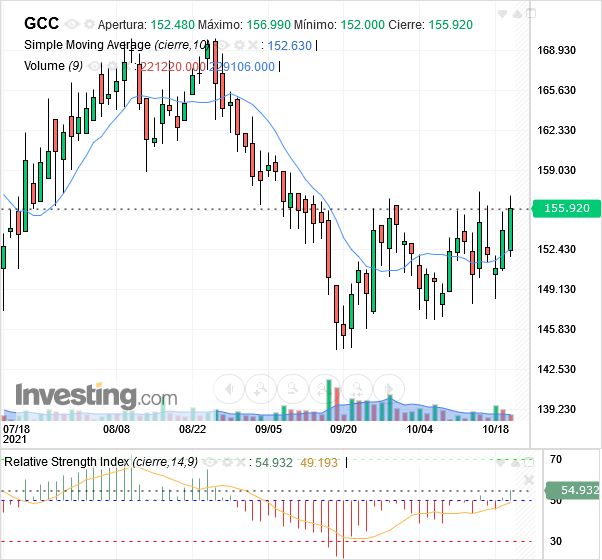 GCC Apertura: 152.480 Máximo: 156.990 Mínimo: 152.000 Cierre: 155.920
Simple Moving Average (cierre,10) : 152.630 |
Volume (9) : 221220.000 229106.000 |
168.930
165.630
162.330
159.030
155.920
152.430
149.130
145.830
142.530
139.230
Investing.com
07/18 08/08 08/22 09/05 09/20 10/04 10/18
2021
Relative Strength Index (cierre,14,9) : 54.932 49.193 |
70
54.932
50
30